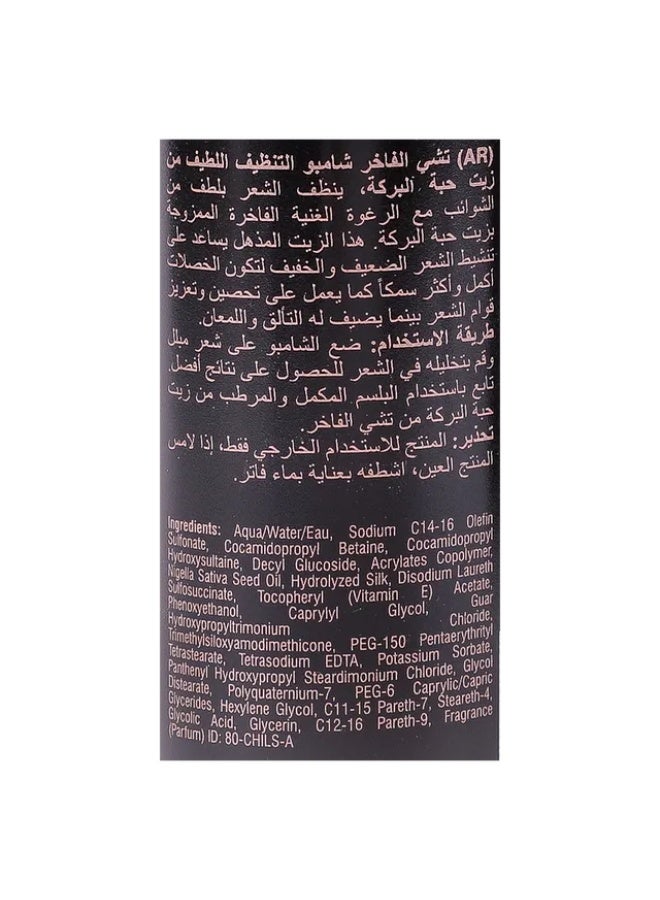 (AR) تشي الفاخر شامبو التنظيف اللطيف من
زيت حبة البركة، ينظف الشعر بلطف من
الشوائب مع الرغوة الغنية الفاخرة الممزوجة
بزيت حبة البركة. هذا الزيت المذهل يساعد على
تنشيط الشعر الضعيف والخفيف لتكون الخصلات
أكمل وأكثر سمكاً كما يعمل على تحصين وتعزيز
قوام الشعر بينما يضيف له التألق واللمعان.
طريقة الاستخدام: ضع الشامبو على شعر مبلل
وقم بتخليله في الشعر للحصول على نتائج أفضل.
تابع باستخدام البلسم المكمل والمرطب من زيت
حبة البركة من تشي الفاخر.
تحذير: المنتج للاستخدام الخارجي فقط، إذا لامس
المنتج العين، اشطفه بعناية بماء فاتر.
Ingredients: Aqua/Water/Eau, Sodium C14-16 Olefin
Sulfonate, Cocamidopropyl Betaine, Cocamidopropyl
Hydroxysultaine, Decyl Glucoside, Acrylates Copolymer,
Nigella Sativa Seed Oil, Hydrolyzed Silk, Disodium Laureth
Sulfosuccinate, Tocopheryl (Vitamin E) Acetate,
Phenoxyethanol, Caprylyl Glycol, Guar
Hydroxypropyltrimonium Chloride,
Trimethylsiloxyamodimethicone, PEG-150 Pentaerythrityl
Tetrastearate, Tetrasodium EDTA, Potassium Sorbate,
Panthenyl Hydroxypropyl Steardimonium Chloride, Glycol
Distearate, Polyquaternium-7, PEG-6 Caprylic/Capric
Glycerides, Hexylene Glycol, C11-15 Pareth-7, Steareth-4,
Glycolic Acid, Glycerin, C12-16 Pareth-9, Fragrance
(Parfum) ID: 80-CHILS-A